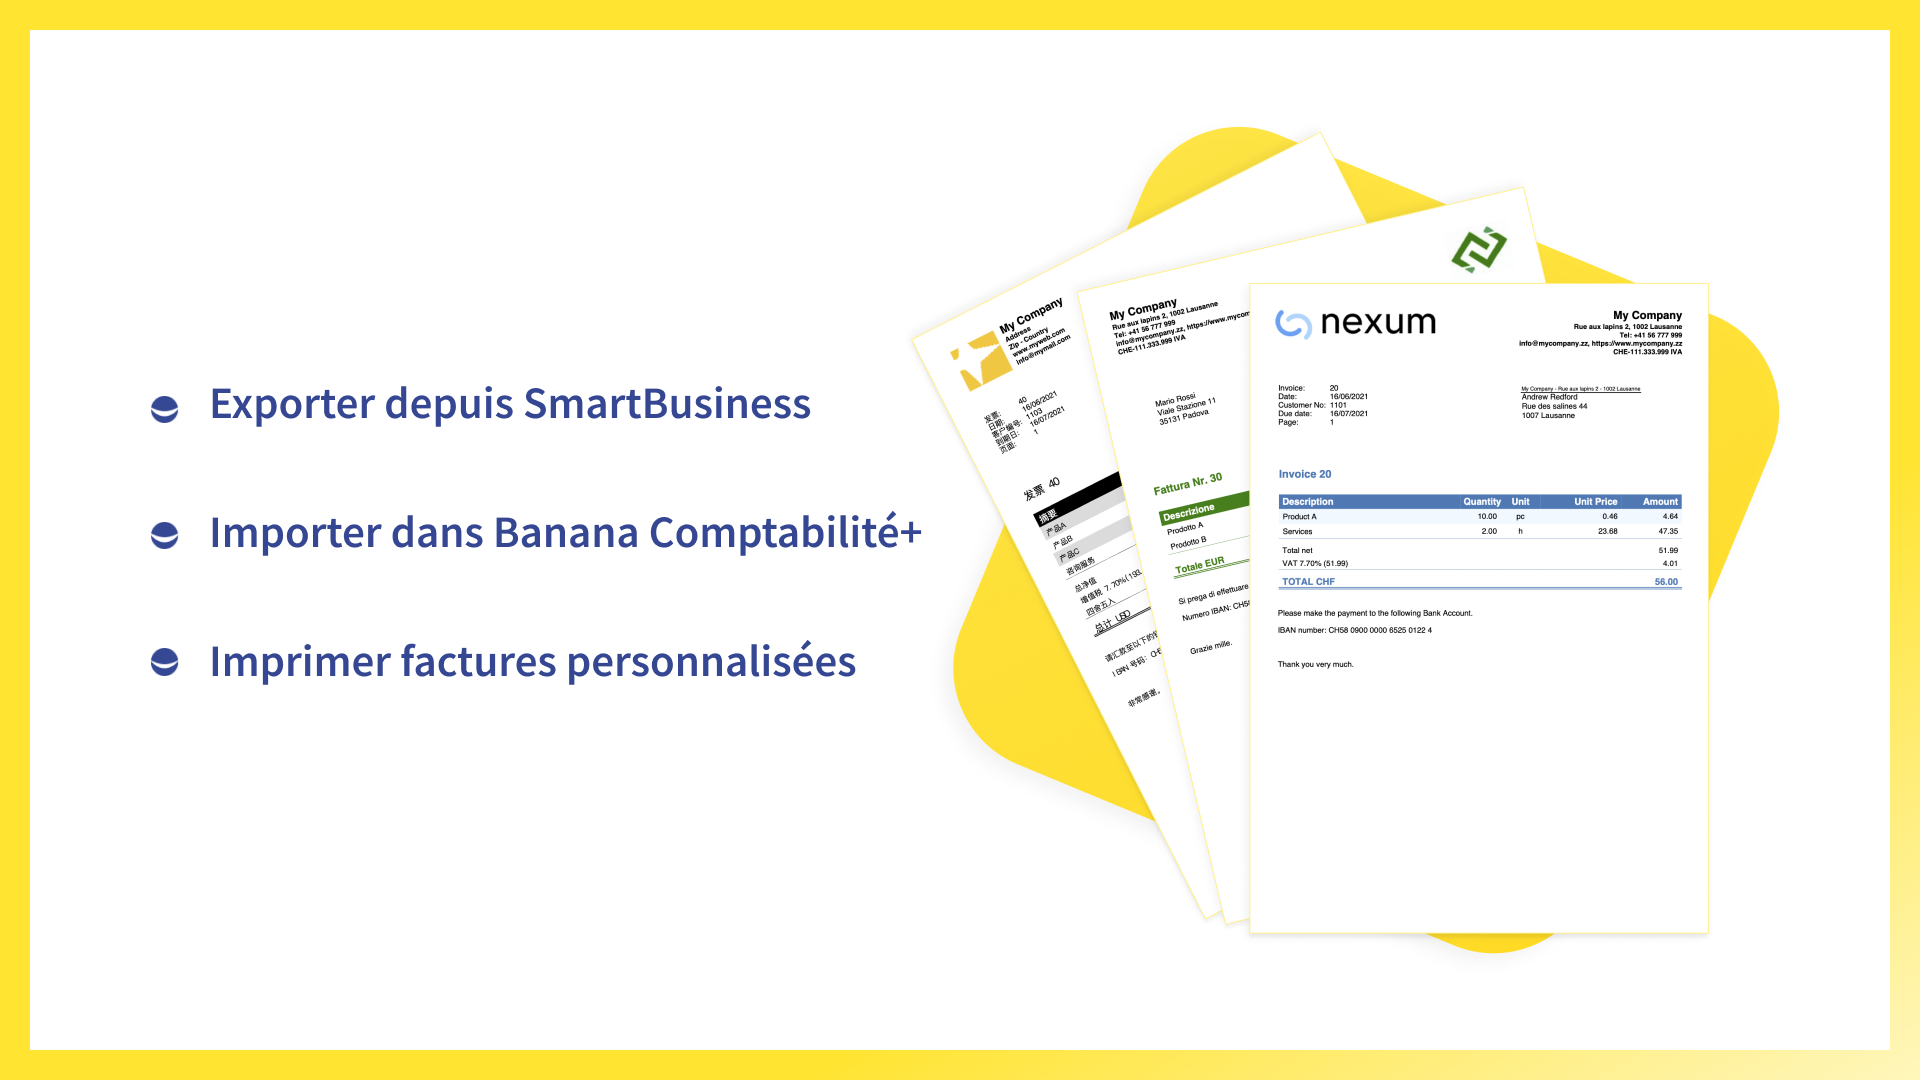 Exporter depuis SmartBusiness
Importer dans Banana Comptabilité+
Imprimer factures personnalisées
My Company
Address
Zip - Country
www.myweb.com
info@mymail.com
发票: 40
日期: 16/06/2021
客户编号: 1103
到期日: 16/07/2021
页面: 1
发票 40
摘要
产品A
产品B
产品C
咨询服务
总净值
增值税 7.70%(193.
四舍五入
总计 USD
请汇款至以下的
IBAN 号码: CH5
非常感谢。
My Company
Rue aux lapins 2, 1002 Lausanne
Tel: +41 56 777 999
info@mycompany.zz, https://www.mycom
CHE-111.333.999 IVA
Mario Rossi
Viale Stazione 11
35131 Padova
Fattura Nr. 30
Descrizione
Prodotto A
Prodotto B
Totale EUR
Si prega di effettuare
Numero IBAN: CH58
Grazie mille.
nexum
My Company
Rue aux lapins 2, 1002 Lausanne
Tel: +41 56 777 999
info@mycompany.zz, https://www.mycompany.zz
CHE-111.333.999 IVA
Invoice: 20
Date: 16/06/2021
Customer No: 1101
Due date: 16/07/2021
Page: 1
My Company - Rue aux lapins 2 - 1002 Lausanne
Andrew Redford
Rue des salines 44
1007 Lausanne
Invoice 20
Description Quantity Unit Unit Price Amount
Product A 10.00 pc 0.46 4.64
Services 2.00 h 23.68 47.35
Total net 51.99
VAT 7.70% (51.99) 4.01
TOTAL CHF 56.00
Please make the payment to the following Bank Account.
IBAN number: CH58 0900 0000 6525 0122 4
Thank you very much.